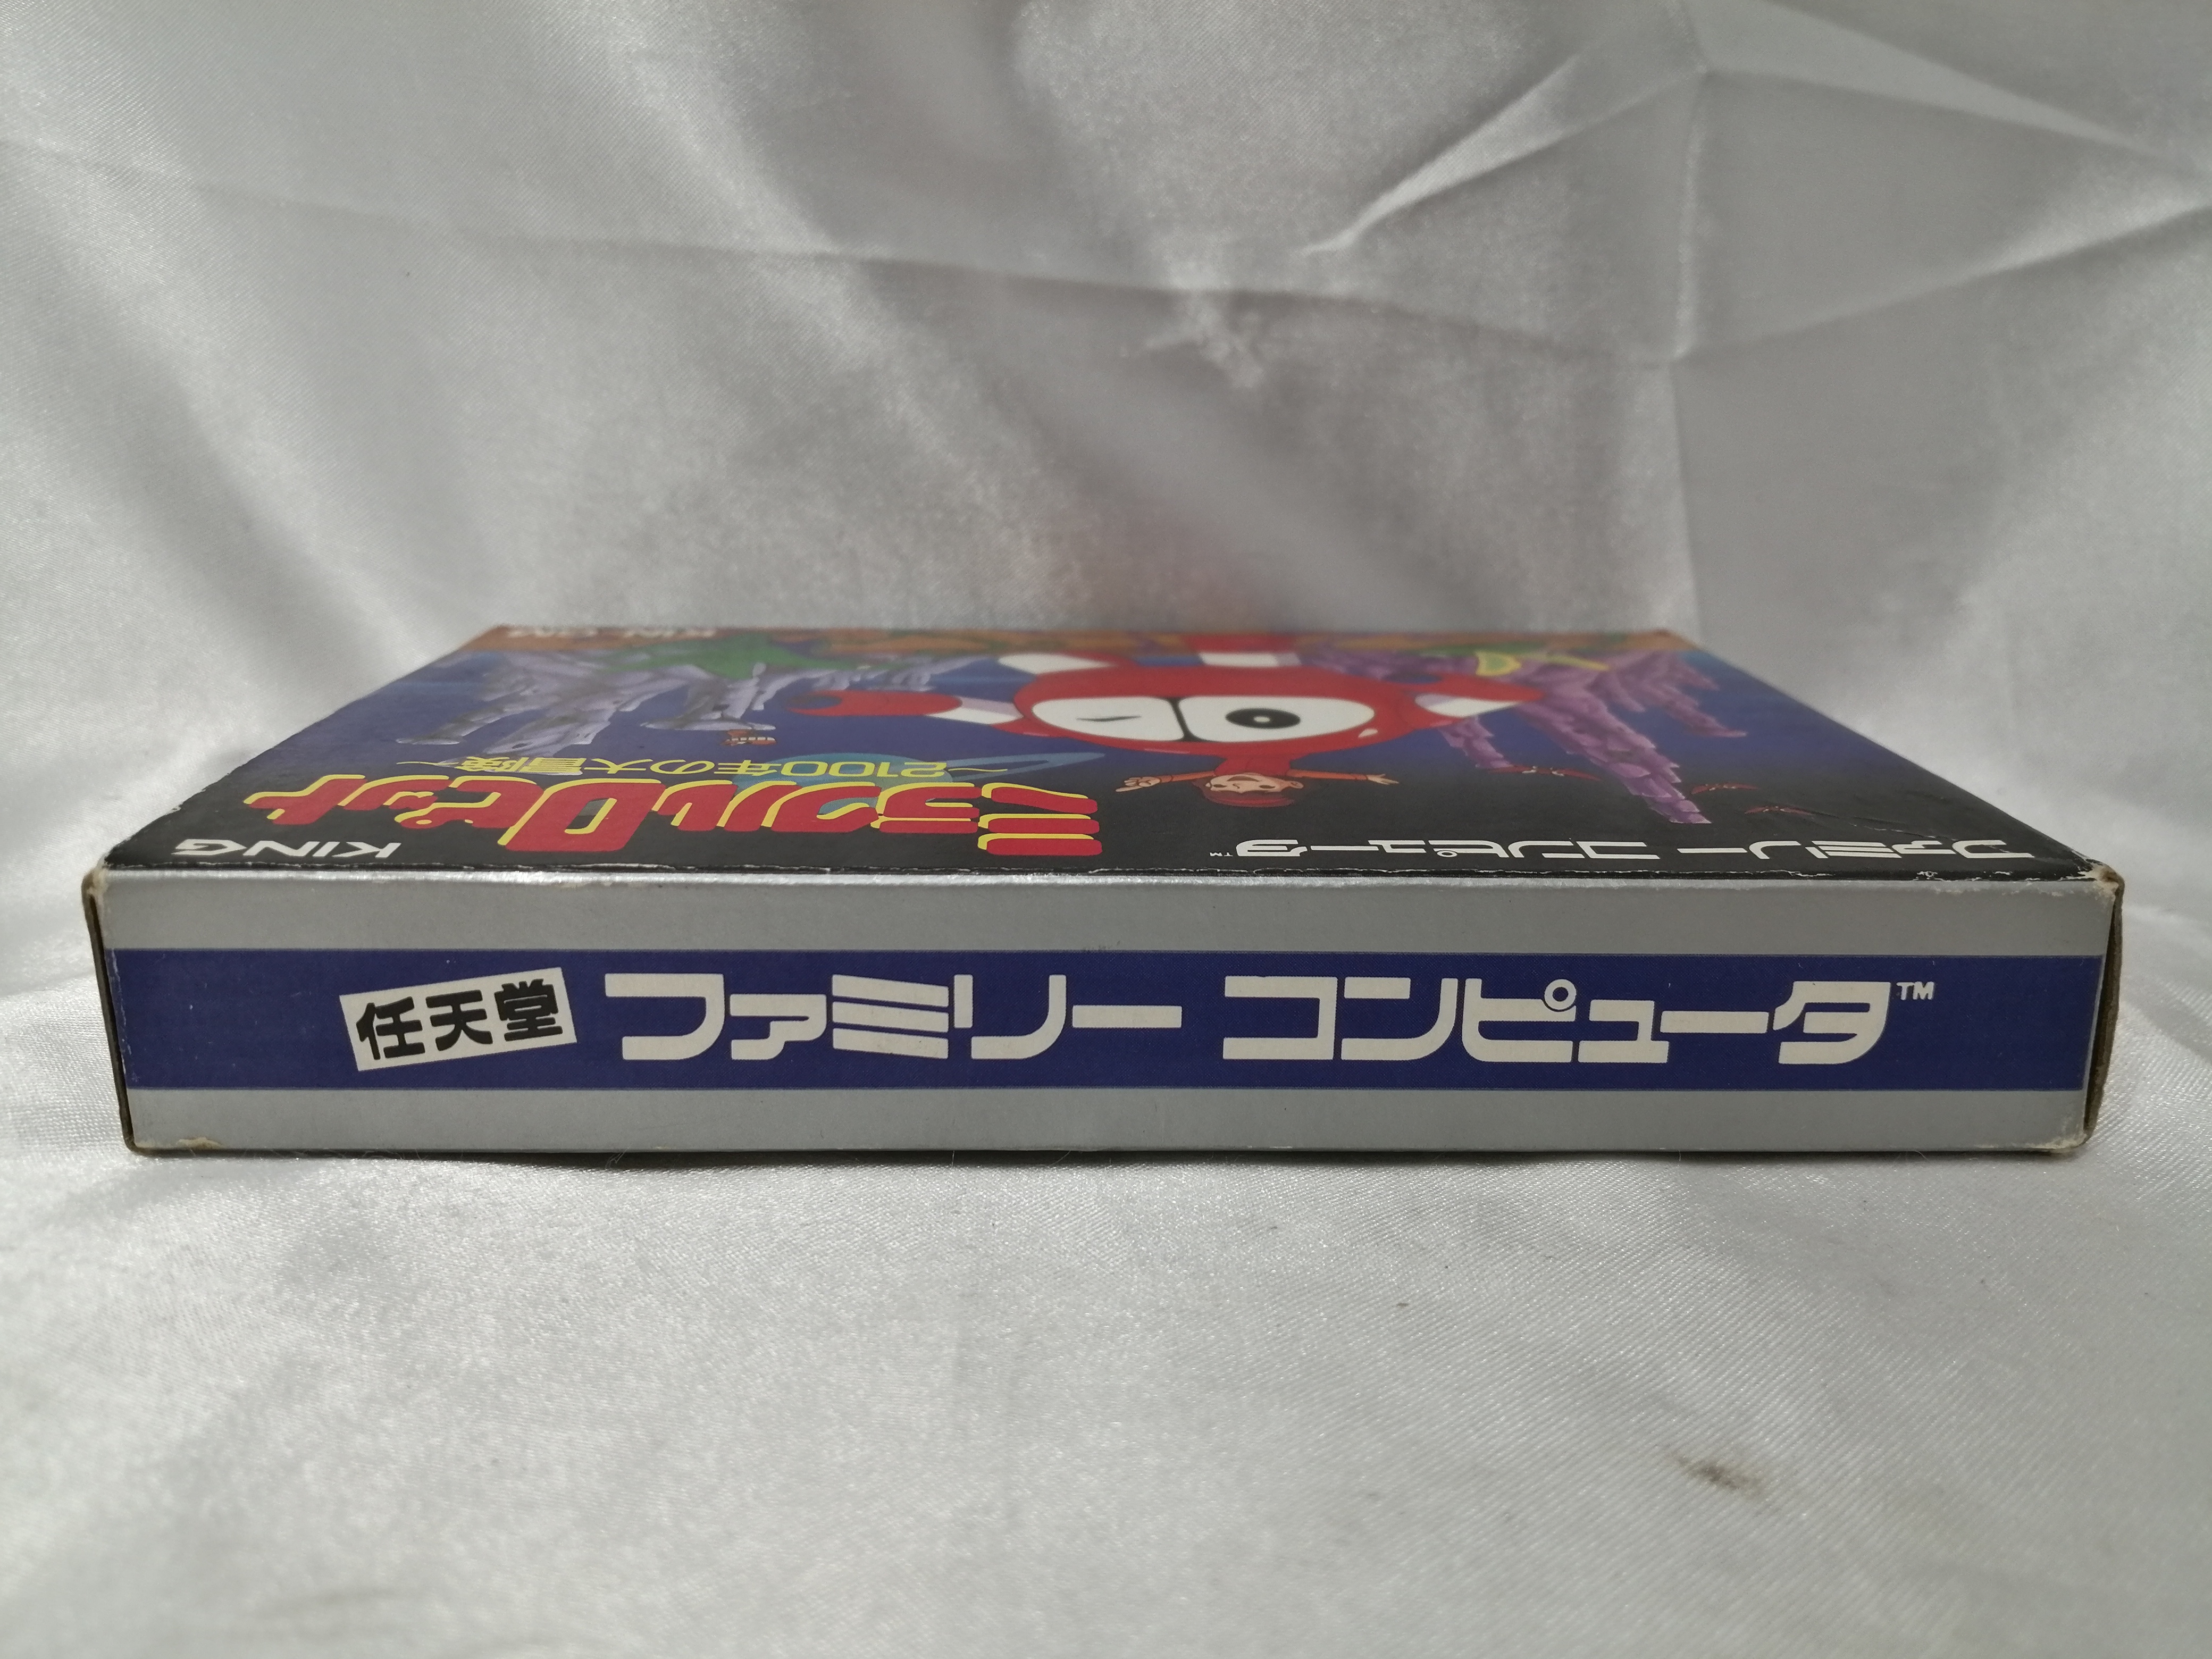 KING
ファミリー コンピュータ™
ミラクルロピット
～2100年の大冒険～
任天堂 ファミリー コンピュータ™